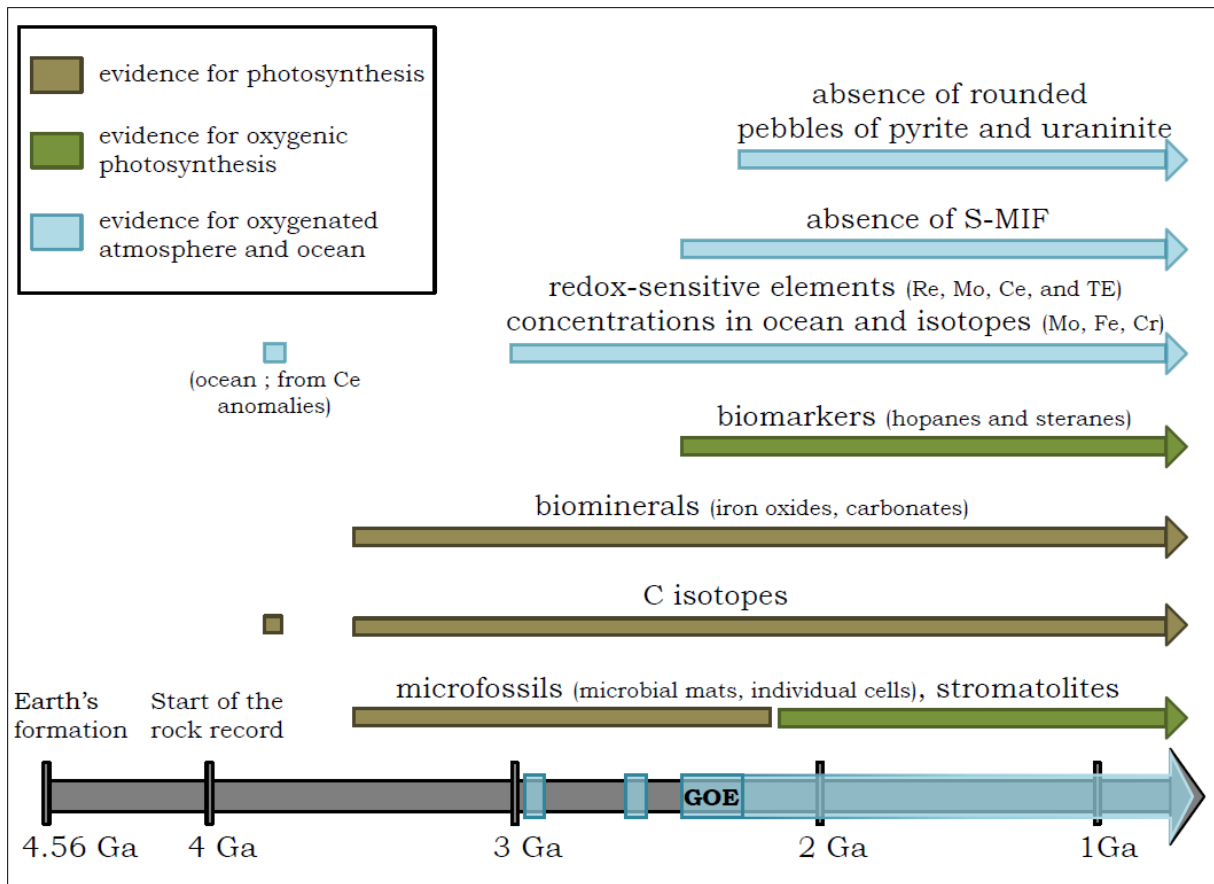 evidence for photosynthesis
evidence for oxygenic
photosynthesis
evidence for oxygenated
atmosphere and ocean
absence of rounded
pebbles of pyrite and uraninite
absence of S-MIF
redox-sensitive elements (Re, Mo, Ce, and TE)
concentrations in ocean and isotopes (Mo, Fe, Cr)
(ocean ; from Ce
anomalies)
biomarkers (hopanes and steranes)
biominerals (iron oxides, carbonates)
C isotopes
microfossils (microbial mats, individual cells), stromatolites
Earth's
formation
Start of the
rock record
GOE
4.56 Ga
4 Ga
3 Ga
2 Ga
1Ga